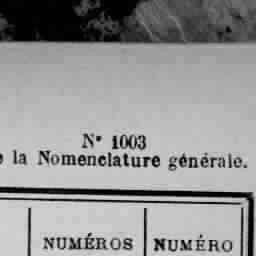 N° 1003
e la Nomenclature générale.
NUMÉROS NUMÉRO